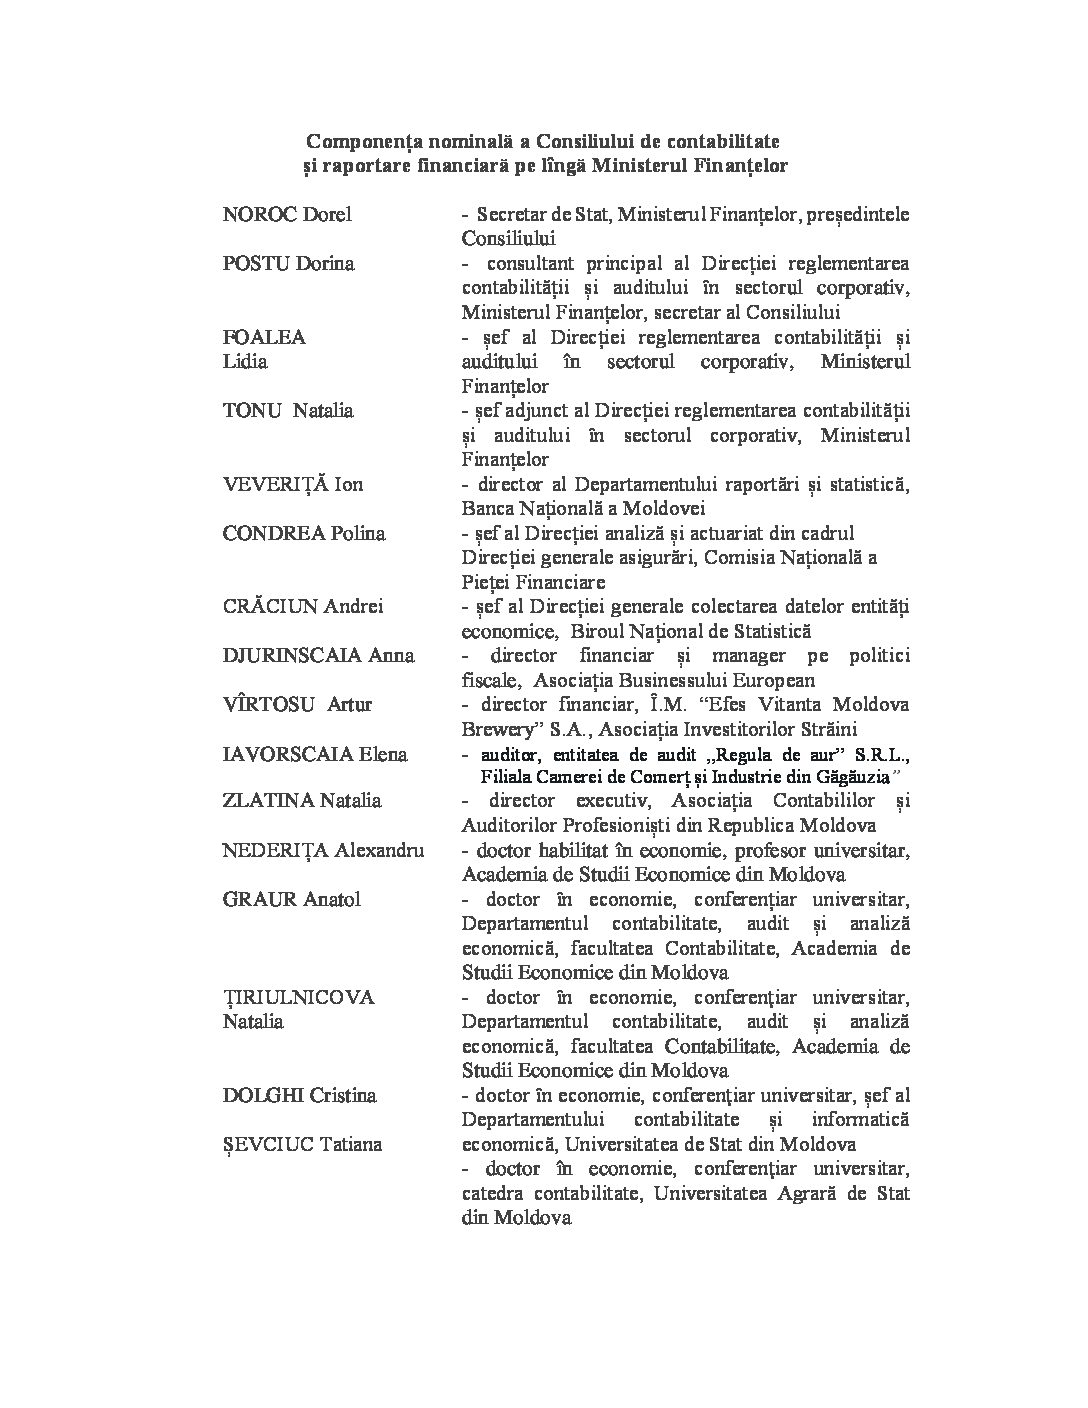 Componența nominală a Consiliului de contabilitate
și raportare financiară pe lîngă Ministerul Finanțelor
NOROC Dorel - Secretar de Stat, Ministerul Finanțelor, președintele
Consiliului
POSTU Dorina - consultant principal al Direcției reglementarea
contabilității și auditului în sectorul corporativ,
Ministerul Finanțelor, secretar al Consiliului
FOALEA - șef al Direcției reglementarea contabilității și
Lidia auditului în sectorul corporativ, Ministerul
Finanțelor
TONU Natalia - șef adjunct al Direcției reglementarea contabilității
și auditului în sectorul corporativ, Ministerul
Finanțelor
VEVERIȚĂ Ion - director al Departamentului raportări și statistică,
Banca Națională a Moldovei
CONDREA Polina - șef al Direcției analiză și actuariat din cadrul
Direcției generale asigurări, Comisia Națională a
Pieței Financiare
CRĂCIUN Andrei - șef al Direcției generale colectarea datelor entități
economice, Biroul Național de Statistică
DJURINSCAIA Anna - director financiar și manager pe politici
fiscale, Asociația Businessului European
VÎRTOSU Artur - director financiar, Î.M. “Efes Vitanta Moldova
Brewery” S.A., Asociația Investitorilor Străini
IAVORSCAIA Elena - auditor, entitatea de audit „Regula de aur” S.R.L.,
Filiala Camerei de Comerț și Industrie din Găgăuzia”
ZLATINA Natalia - director executiv, Asociația Contabililor și
Auditorilor Profesioniști din Republica Moldova
NEDERIȚA Alexandru - doctor habilitat în economie, profesor universitar,
Academia de Studii Economice din Moldova
GRAUR Anatol - doctor în economie, conferențiar universitar,
Departamentul contabilitate, audit și analiză
economică, facultatea Contabilitate, Academia de
Studii Economice din Moldova
ȚIRIULNICOVA - doctor în economie, conferenţiar universitar,
Natalia Departamentul contabilitate, audit și analiză
economică, facultatea Contabilitate, Academia de
Studii Economice din Moldova
DOLGHI Cristina - doctor în economie, conferenţiar universitar, șef al
Departamentului contabilitate și informatică
ȘEVCIUC Tatiana economică, Universitatea de Stat din Moldova
- doctor în economie, conferenţiar universitar,
catedra contabilitate, Universitatea Agrară de Stat
din Moldova